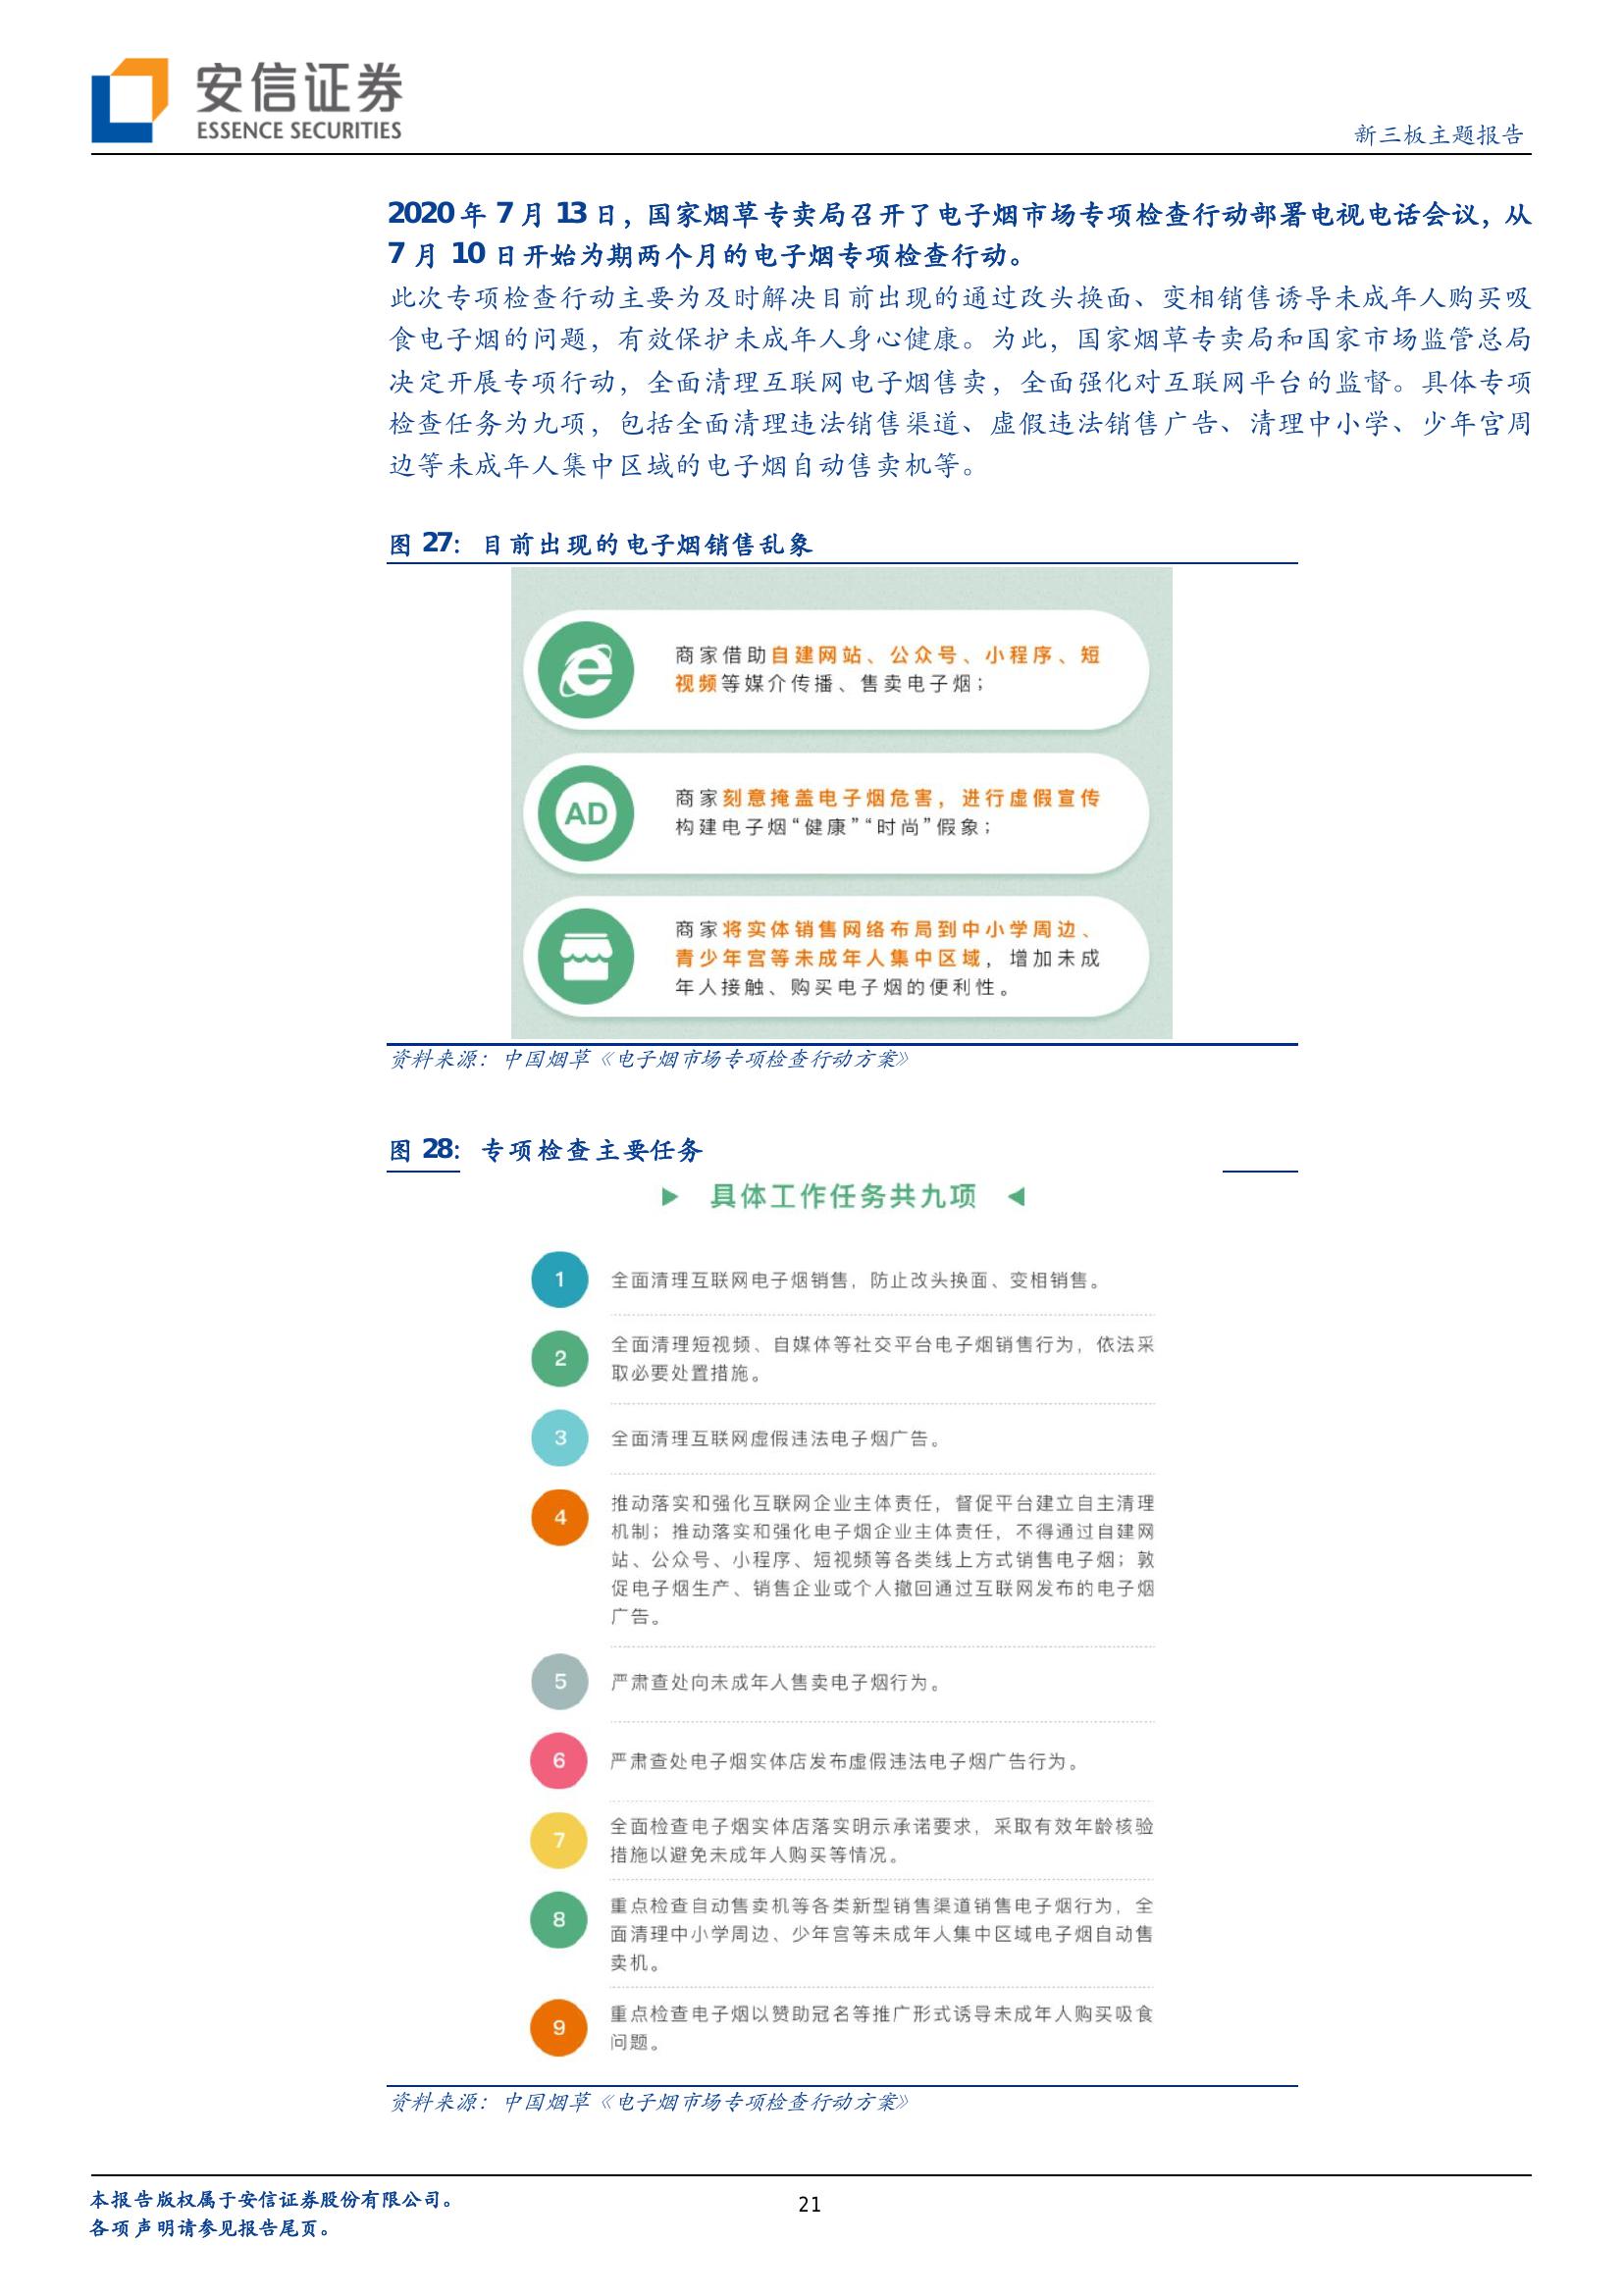 安信证券
ESSENCE SECURITIES
新三板主题报告
2020 年 7 月 13 日，国家烟草专卖局召开了电子烟市场专项检查行动部署电视电话会议，从
7 月 10 日开始为期两个月的电子烟专项检查行动。
此次专项检查行动主要为及时解决目前出现的通过改头换面、变相销售诱导未成年人购买吸
食电子烟的问题，有效保护未成年人身心健康。为此，国家烟草专卖局和国家市场监管总局
决定开展专项行动，全面清理互联网电子烟售卖，全面强化对互联网平台的监督。具体专项
检查任务为九项，包括全面清理违法销售渠道、虚假违法销售广告、清理中小学、少年宫周
边等未成年人集中区域的电子烟自动售卖机等。
图 27：目前出现的电子烟销售乱象
商家借助自建网站、公众号、小程序、短
视频等媒介传播、售卖电子烟；
AD
商家刻意掩盖电子烟危害，进行虚假宣传
构建电子烟“健康”“时尚”假象；
商家将实体销售网络布局到中小学周边、
青少年宫等未成年人集中区域，增加未成
年人接触、购买电子烟的便利性。
资料来源：中国烟草《电子烟市场专项检查行动方案》
图 28：专项检查主要任务
具体工作任务共九项
1 全面清理互联网电子烟销售，防止改头换面、变相销售。
2 全面清理短视频、自媒体等社交平台电子烟销售行为，依法采
取必要处置措施。
3 全面清理互联网虚假违法电子烟广告。
4 推动落实和强化互联网企业主体责任，督促平台建立自主清理
机制；推动落实和强化电子烟企业主体责任，不得通过自建网
站、公众号、小程序、短视频等各类线上方式销售电子烟；敦
促电子烟生产、销售企业或个人撤回通过互联网发布的电子烟
广告。
5 严肃查处向未成年人售卖电子烟行为。
6 严肃查处电子烟实体店发布虚假违法电子烟广告行为。
7 全面检查电子烟实体店落实明示承诺要求，采取有效年龄核验
措施以避免未成年人购买等情况。
8 重点检查自动售卖机等各类新型销售渠道销售电子烟行为，全
面清理中小学周边、少年宫等未成年人集中区域电子烟自动售
卖机。
9 重点检查电子烟以赞助冠名等推广形式诱导未成年人购买吸食
问题。
资料来源：中国烟草《电子烟市场专项检查行动方案》
本报告版权属于安信证券股份有限公司。
各项声明请参见报告尾页。
21